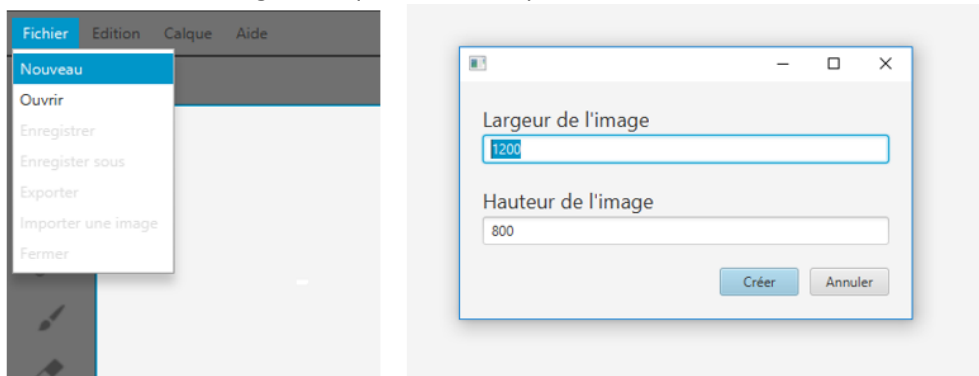 Fichier Edition Calque Aide
Nouveau
Ouvrir
Enregistrer
Enregister sous
Exporter
Importer une image
Fermer
Largeur de l'image
1200
Hauteur de l'image
800
Créer Annuler